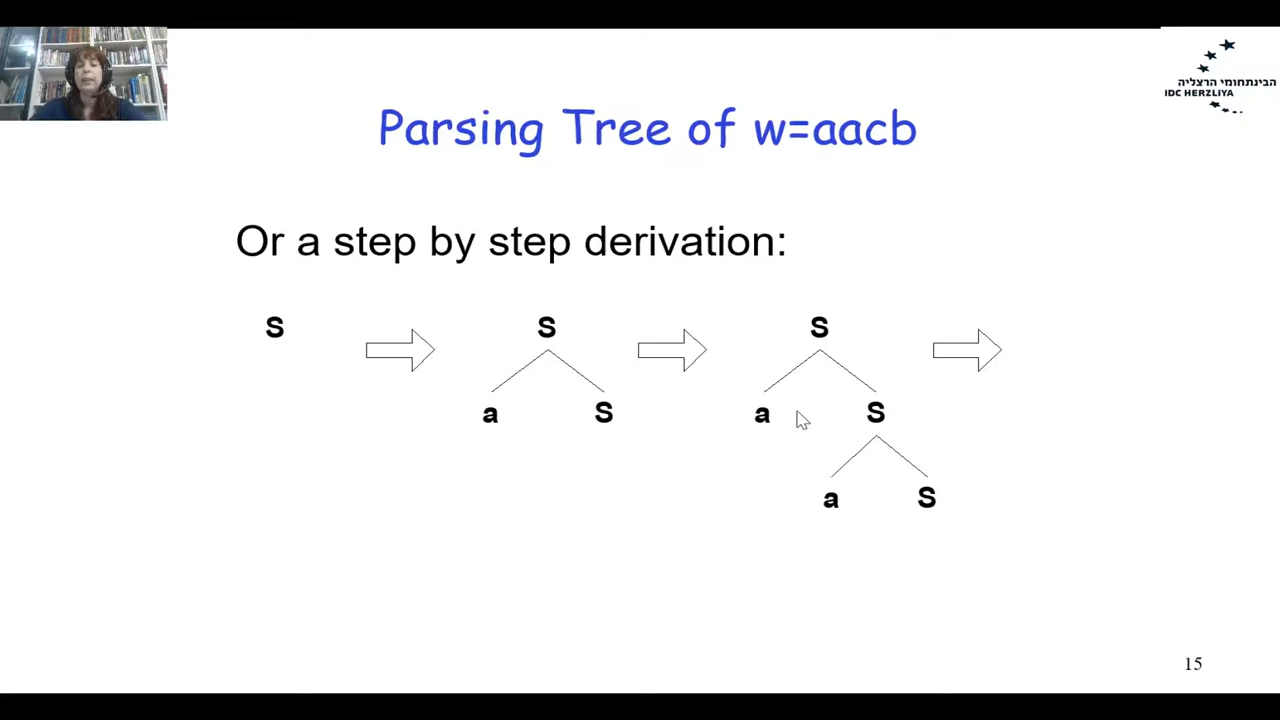 הבינתחומי הרצליה
IDC HERZLIYA
Parsing Tree of w=aacb
Or a step by step derivation:
S S S
a S a S
a S
15